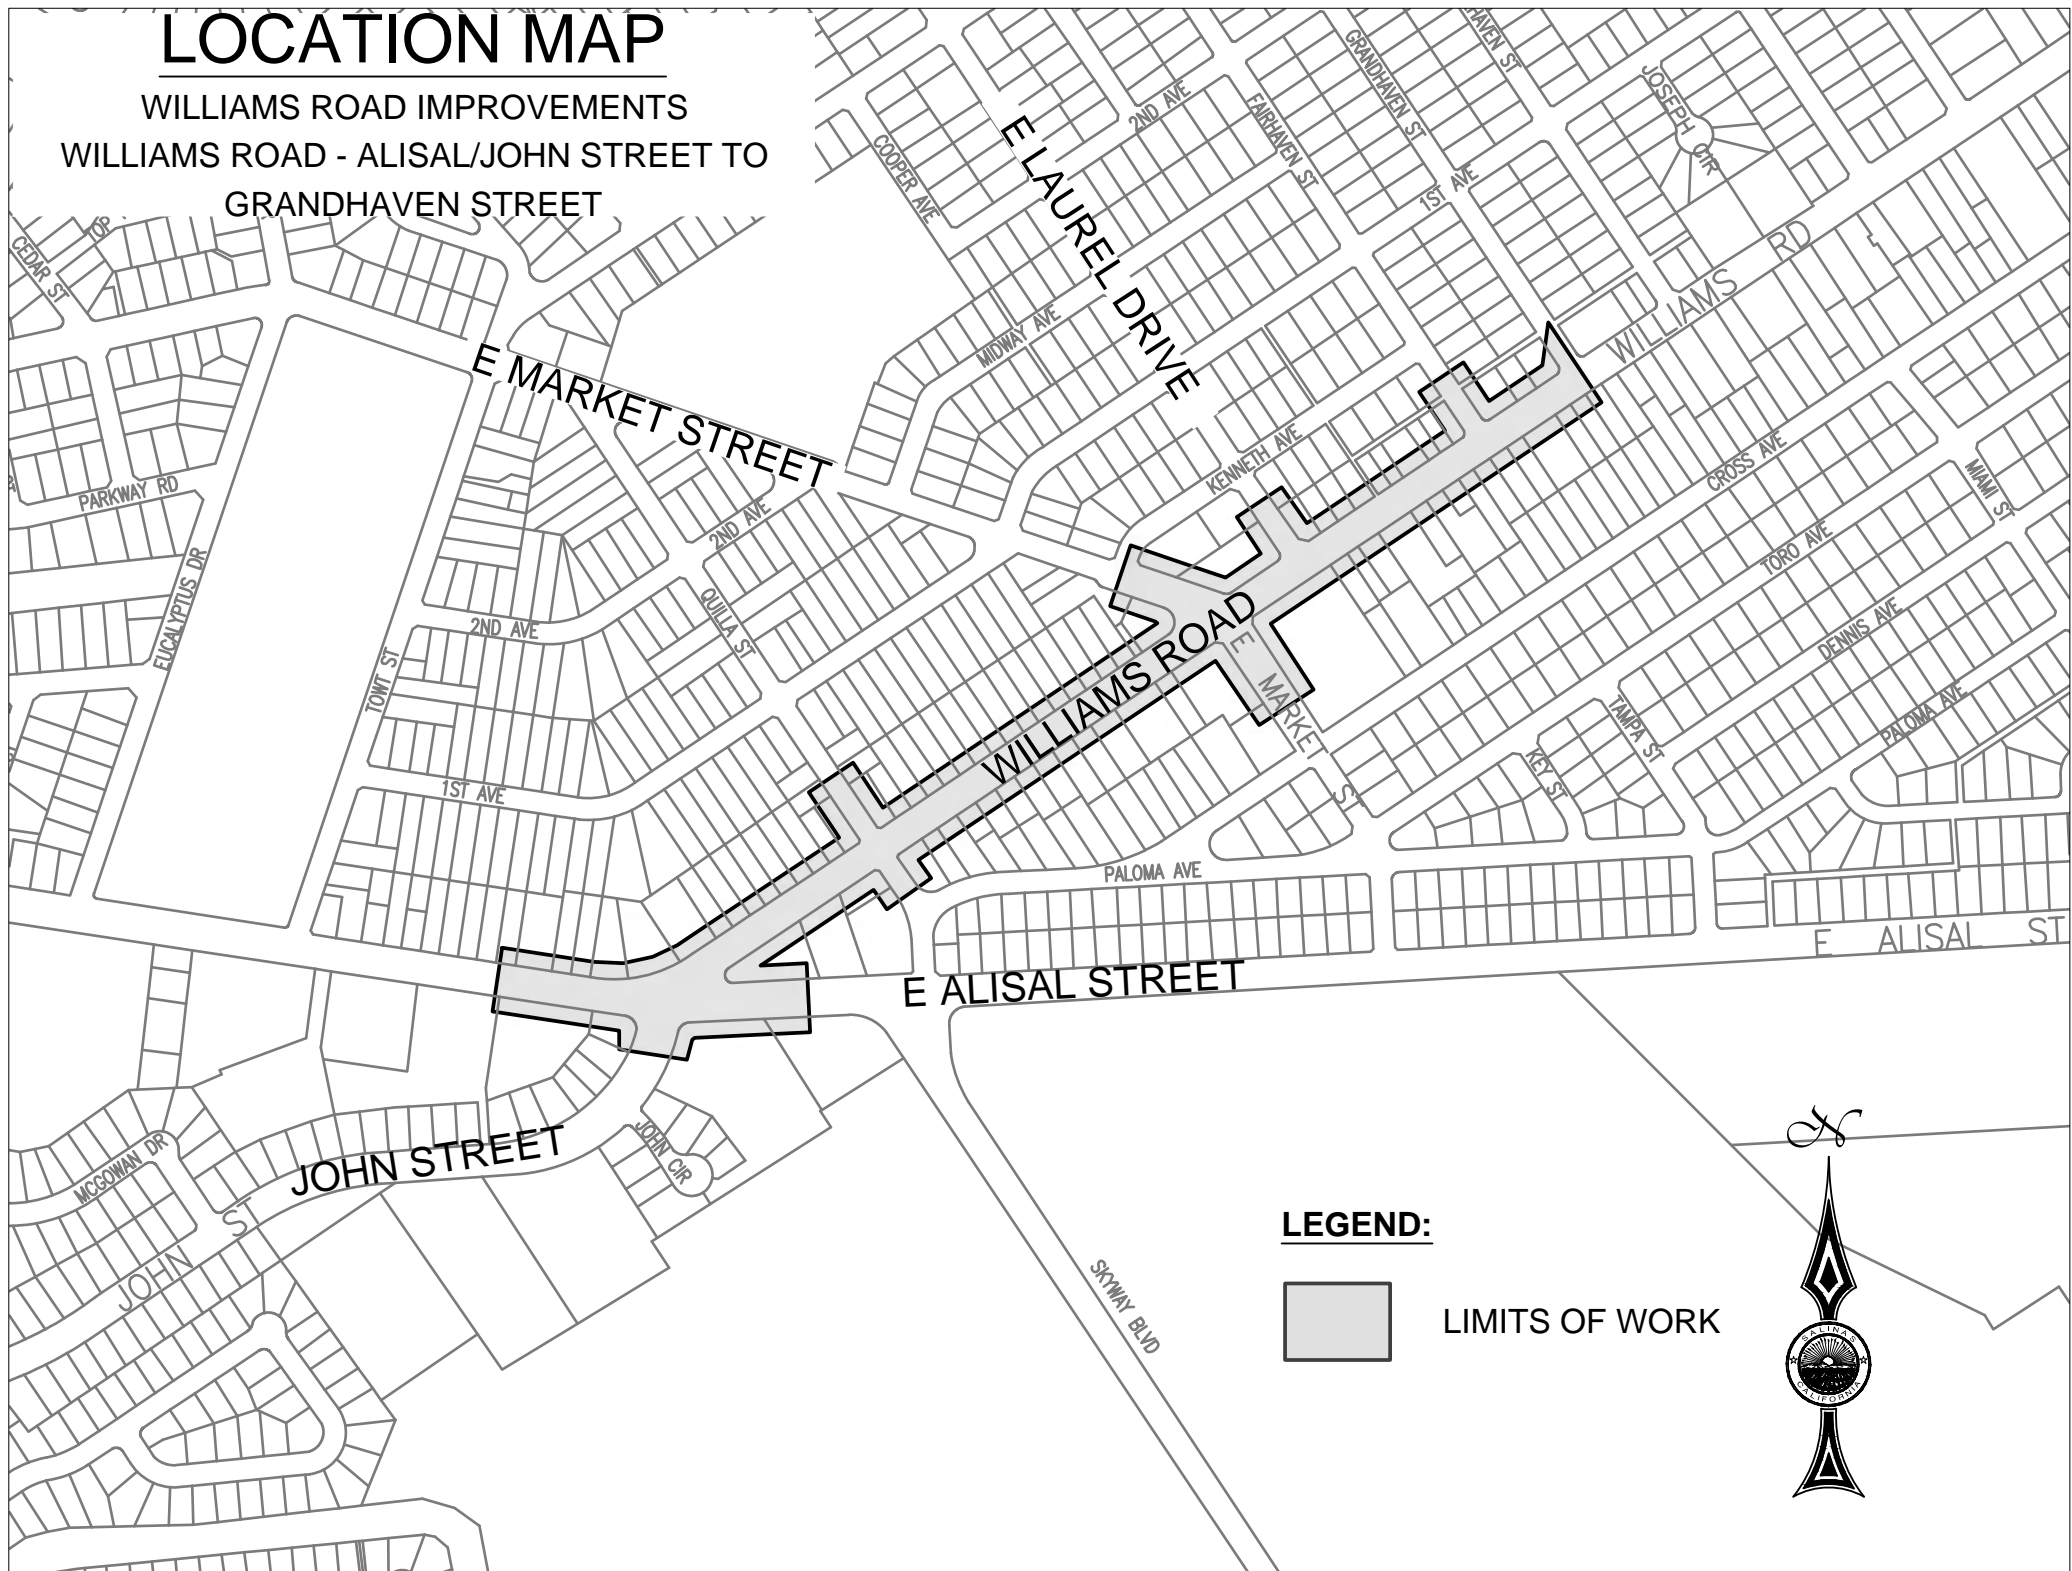 LOCATION MAP
WILLIAMS ROAD IMPROVEMENTS
WILLIAMS ROAD - ALISAL/JOHN STREET TO
GRANDHAVEN STREET
CEDAR ST
COOPER AVE
2ND AVE
E LAUREL DRIVE
FAIRHAVEN ST
GRANDHAVEN ST
HAVEN ST
1ST AVE
JOSEPH CIR
WILLIAMS RD
MIDWAY AVE
E MARKET STREET
KENNETH AVE
CROSS AVE
MIAMI ST
TORO AVE
DENNIS AVE
PALOMA AVE
TAMPA ST
KEY ST
PARKWAY RD
EUCALYPTUS DR
2ND AVE
QUILLA ST
2ND AVE
TOWT ST
1ST AVE
WILLIAMS ROAD
E MARKET ST
PALOMA AVE
E ALISAL STREET
E ALISAL ST
JOHN STREET
JOHN CIR
MCGOWAN DR
JOHN ST
SKYWAY BLVD
N
LEGEND:
LIMITS OF WORK
SALINAS
CALIFORNIA